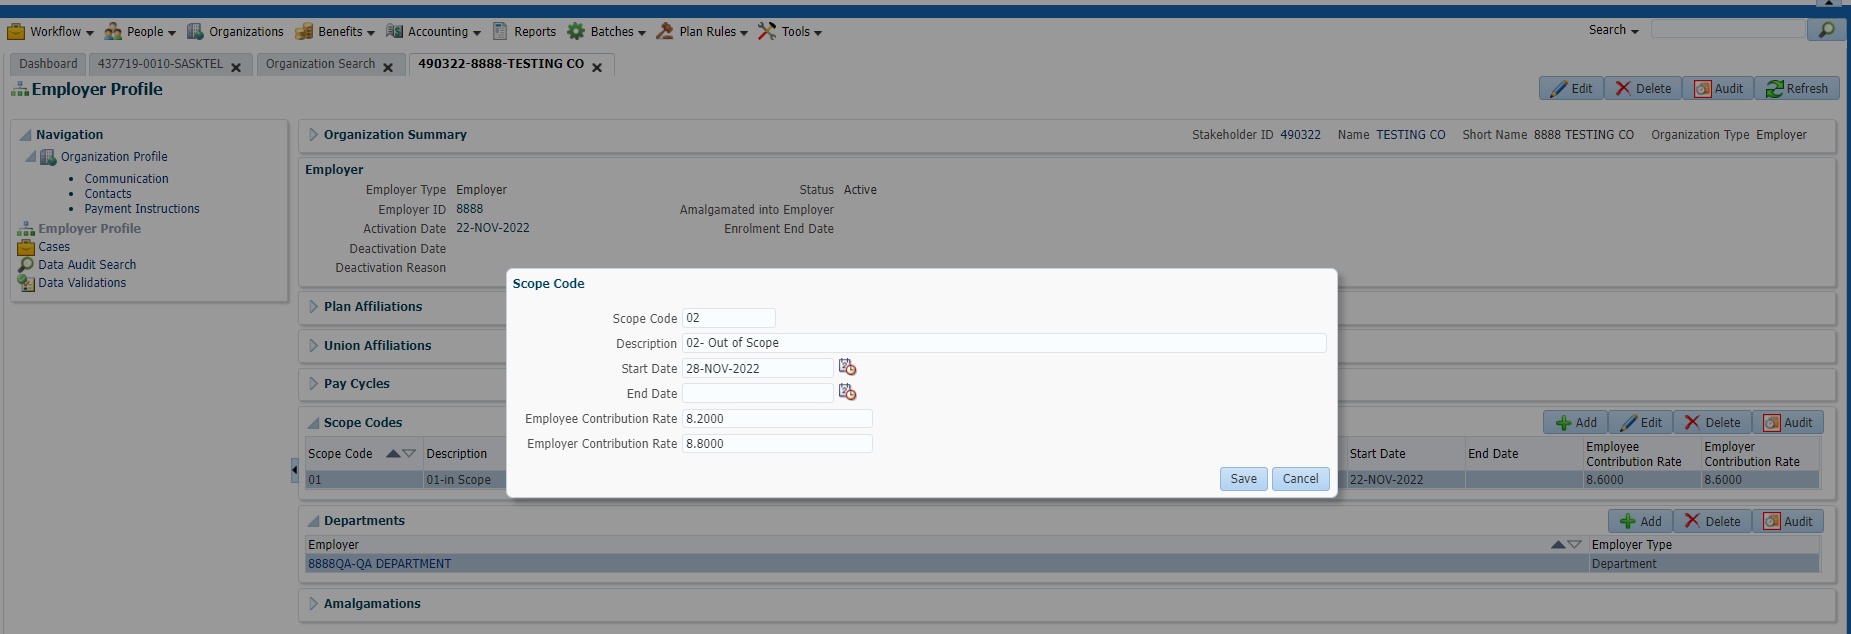 Workflow People Organizations Benefits Accounting Reports Batches Plan Rules Tools Search
Dashboard 437719-0010-SASKTEL Organization Search 490322-8888-TESTING CO
Employer Profile Edit Delete Audit Refresh
Navigation
Organization Profile
Communication
Contacts
Payment Instructions
Employer Profile
Cases
Data Audit Search
Data Validations
Organization Summary Stakeholder ID 490322 Name TESTING CO Short Name 8888 TESTING CO Organization Type Employer
Employer
Employer Type Employer Status Active
Employer ID 8888 Amalgamated into Employer
Activation Date 22-NOV-2022 Enrolment End Date
Deactivation Date
Deactivation Reason
Plan Affiliations
Union Affiliations
Pay Cycles
Scope Code
Scope Code 02
Description 02- Out of Scope
Start Date 28-NOV-2022
End Date
Employee Contribution Rate 8.2000
Employer Contribution Rate 8.8000
Save Cancel
Scope Codes Add Edit Delete Audit
Scope Code Description Start Date End Date Employee Contribution Rate Employer Contribution Rate
01 01-in Scope 22-NOV-2022 8.6000 8.6000
Departments Add Delete Audit
Employer Employer Type
8888QA-QA DEPARTMENT Department
Amalgamations